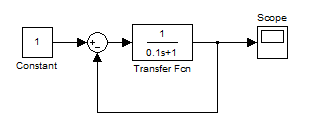 Scope
1
Constant
+
-
1
0.1s+1
Transfer Fcn